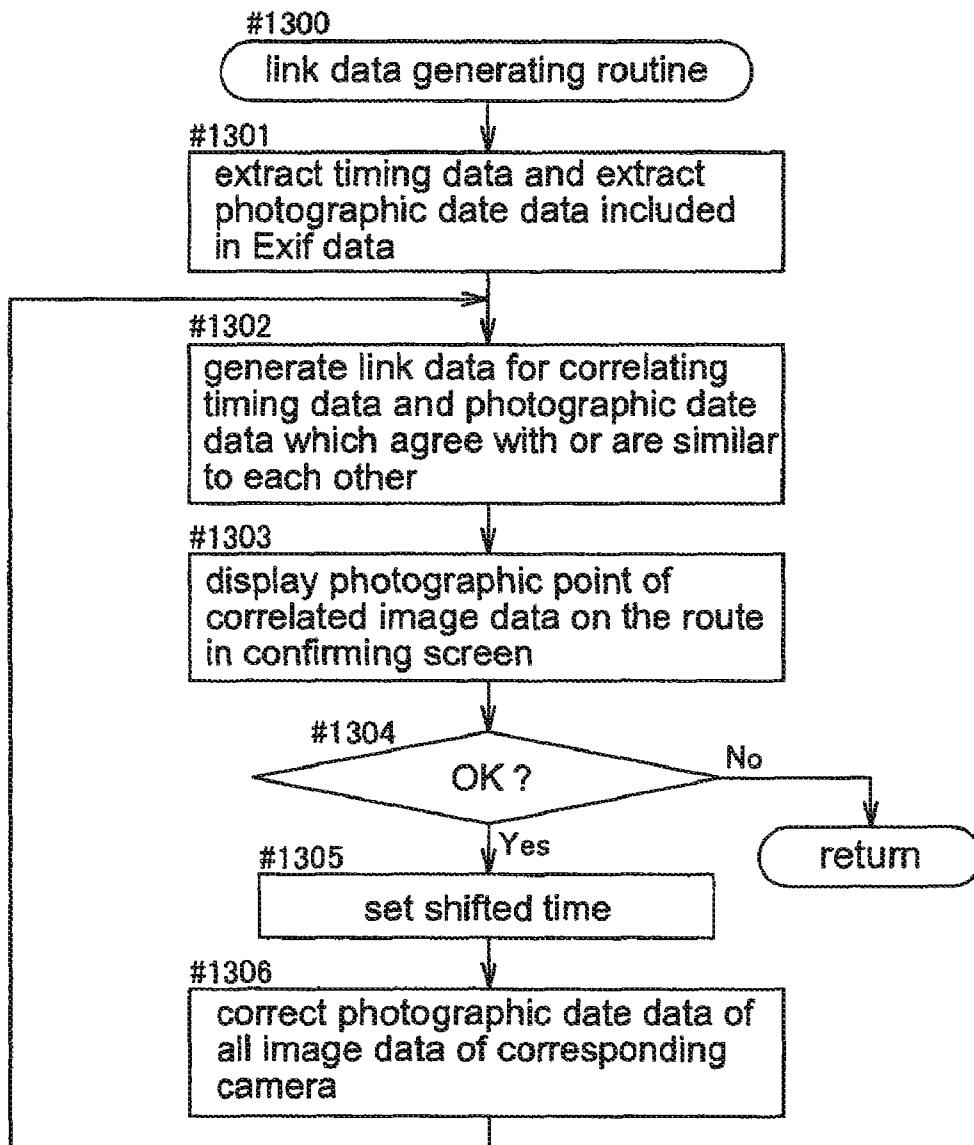 #1300
link data generating routine
#1301
extract timing data and extract
photographic date data included
in Exif data
#1302
generate link data for correlating
timing data and photographic date
data which agree with or are similar
to each other
#1303
display photographic point of
correlated image data on the route
in confirming screen
#1304
OK ?
No
return
Yes
#1305
set shifted time
#1306
correct photographic date data of
all image data of corresponding
camera